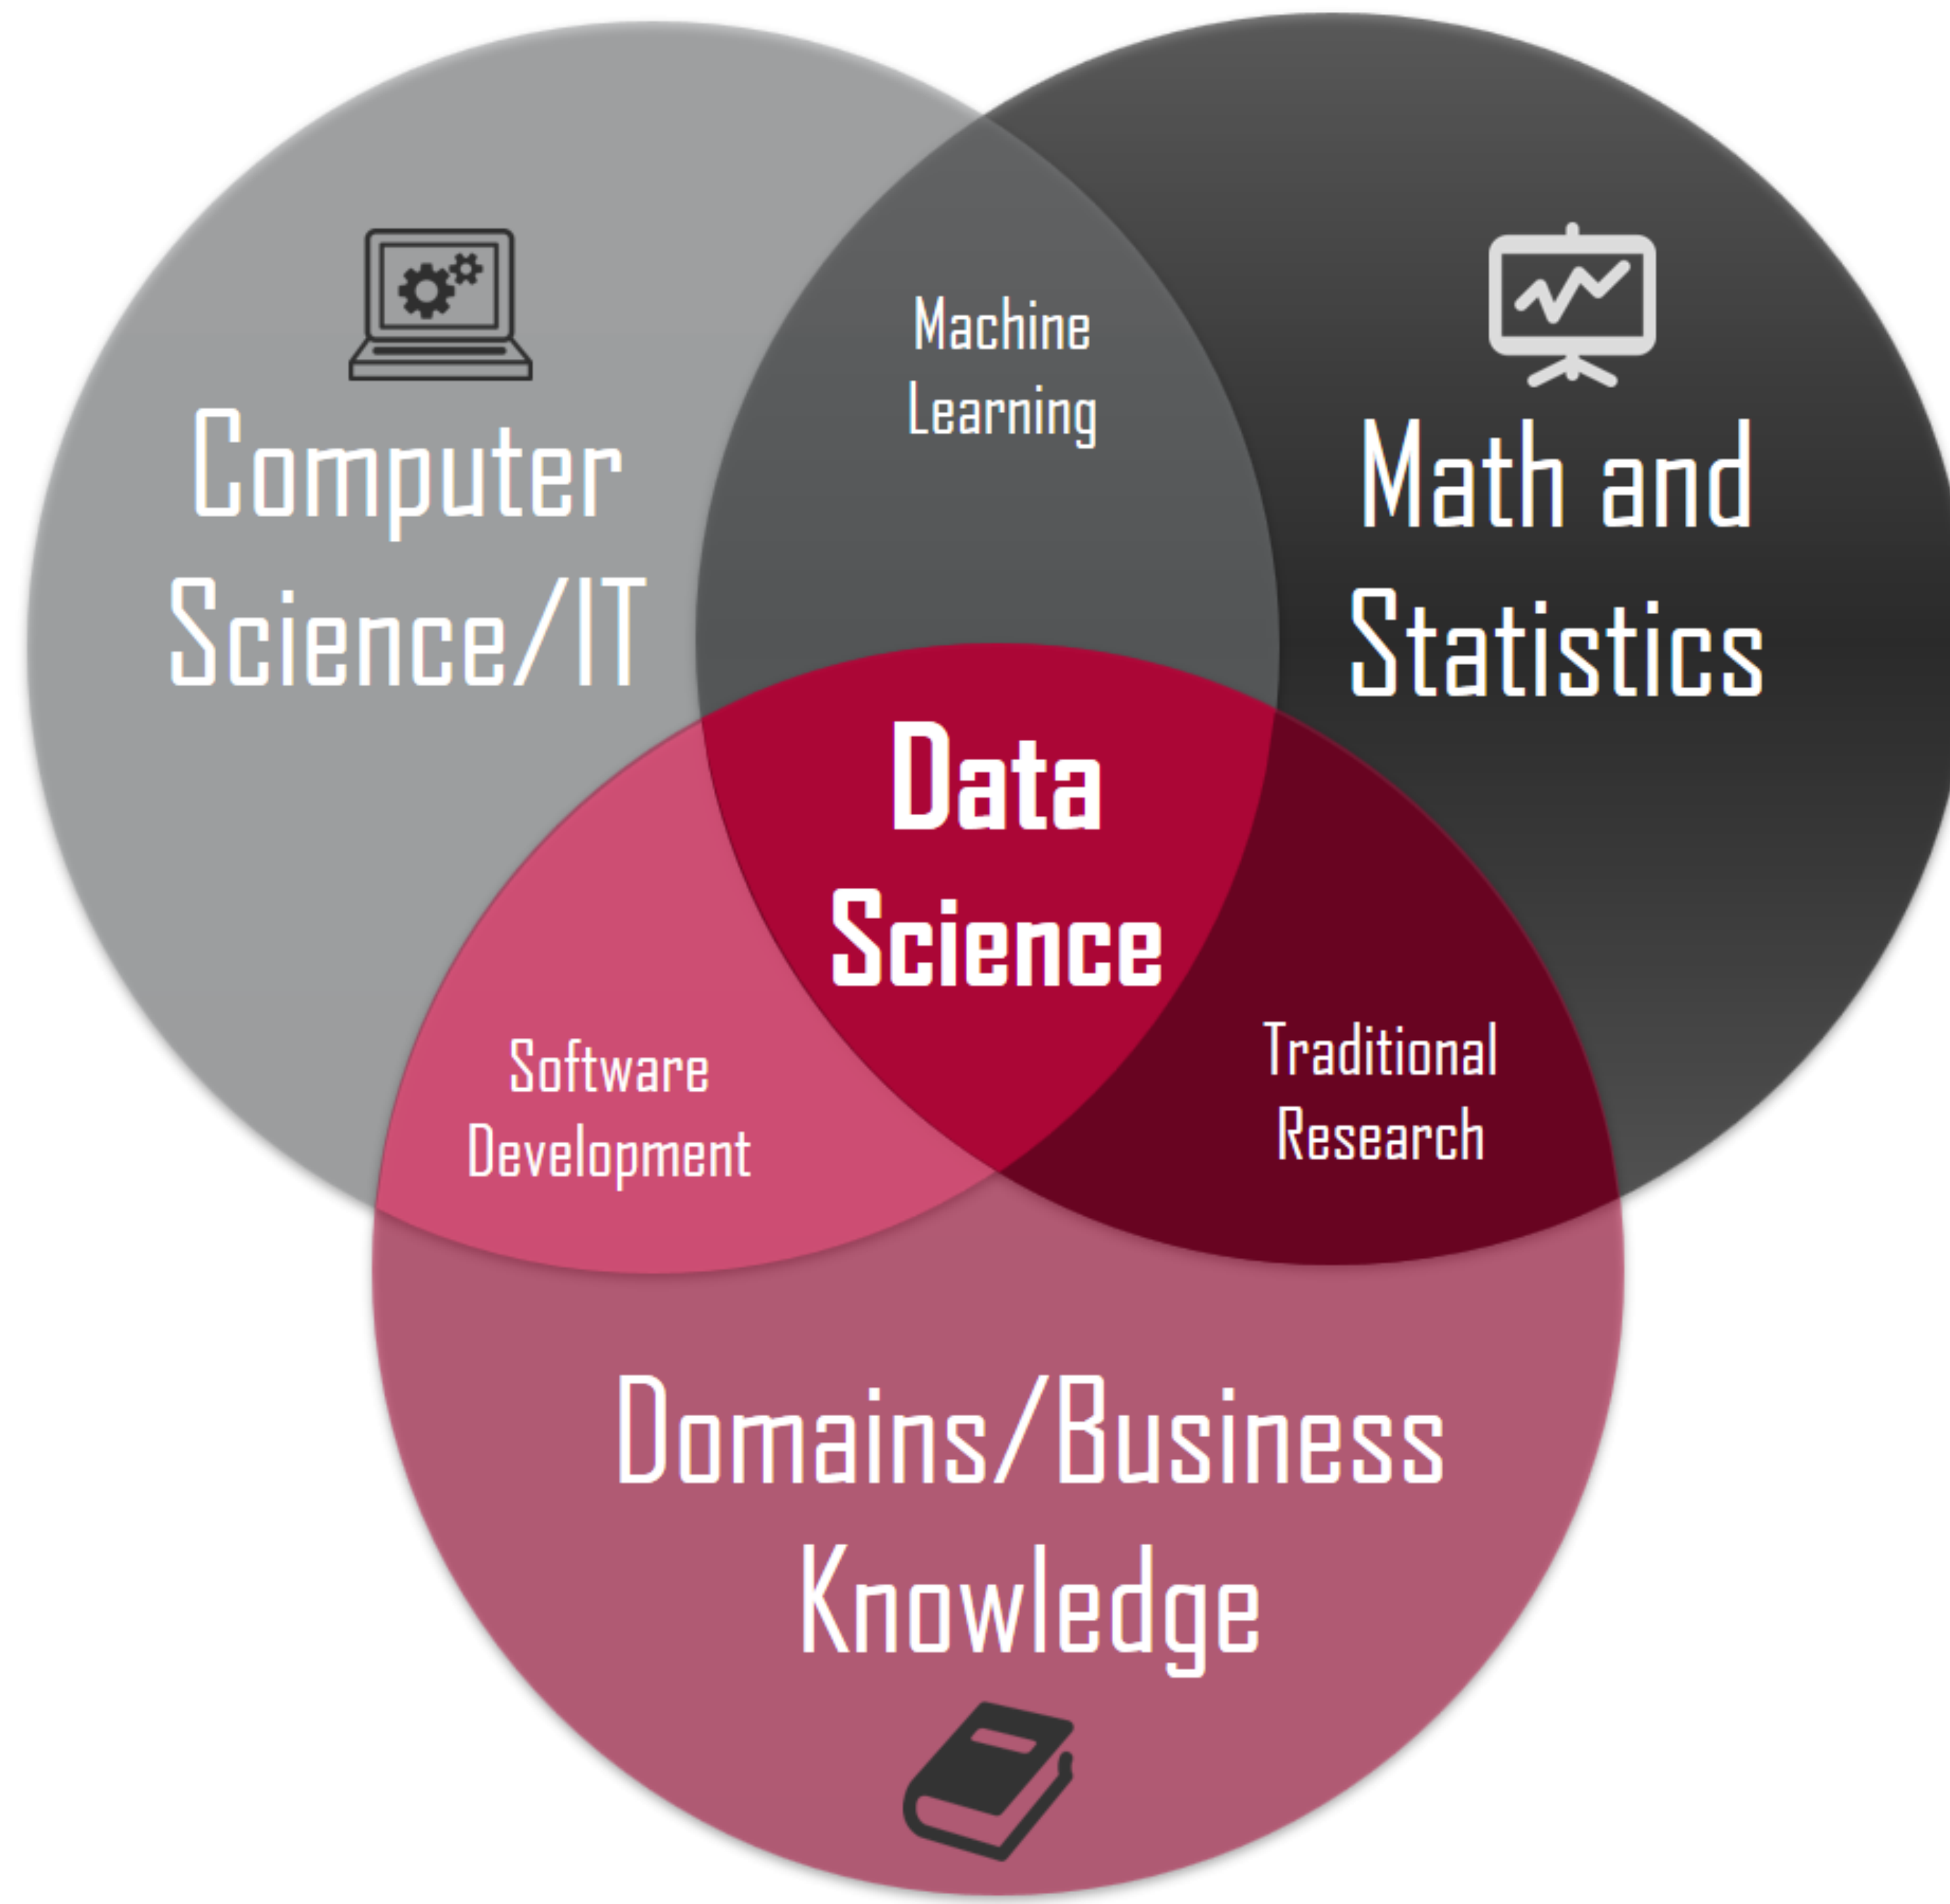 Computer
Science/IT
Machine
Learning
Math and
Statistics
Data
Science
Software
Development
Traditional
Research
Domains/Business
Knowledge